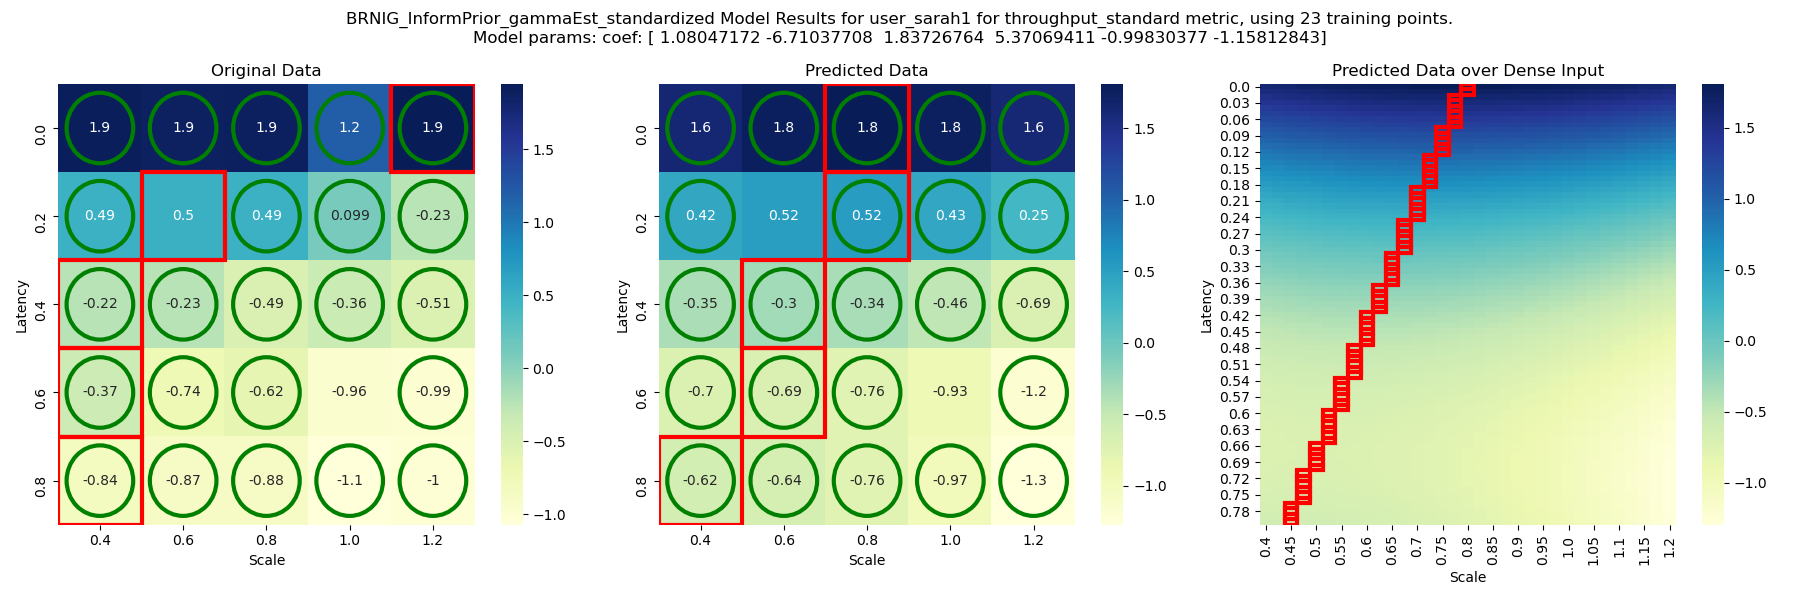 BRNIG_InformPrior_gammaEst_standardized Model Results for user_sarah1 for throughput_standard metric, using 23 training points.
Model params: coef: [ 1.08047172 -6.71037708  1.83726764  5.37069411 -0.99830377 -1.15812843]
Original Data
1.9 1.9 1.9 1.2 1.9
0.49 0.5 0.49 0.099 -0.23
-0.22 -0.23 -0.49 -0.36 -0.51
-0.37 -0.74 -0.62 -0.96 -0.99
-0.84 -0.87 -0.88 -1.1 -1
0.0
0.2
0.4
0.6
0.8
Latency
0.4 0.6 0.8 1.0 1.2
Scale
1.5
1.0
0.5
0.0
−0.5
−1.0
Predicted Data
1.6 1.8 1.8 1.8 1.6
0.42 0.52 0.52 0.43 0.25
-0.35 -0.3 -0.34 -0.46 -0.69
-0.7 -0.69 -0.76 -0.93 -1.2
-0.62 -0.64 -0.76 -0.97 -1.3
0.0
0.2
0.4
0.6
0.8
Latency
0.4 0.6 0.8 1.0 1.2
Scale
1.5
1.0
0.5
0.0
−0.5
−1.0
Predicted Data over Dense Input
0.0
0.03
0.06
0.09
0.12
0.15
0.18
0.21
0.24
0.27
0.3
0.33
0.36
0.39
0.42
0.45
0.48
0.51
0.54
0.57
0.6
0.63
0.66
0.69
0.72
0.75
0.78
Latency
0.4 0.45 0.5 0.55 0.6 0.65 0.7 0.75 0.8 0.85 0.9 0.95 1.0 1.05 1.1 1.15 1.2
Scale
1.5
1.0
0.5
0.0
−0.5
−1.0